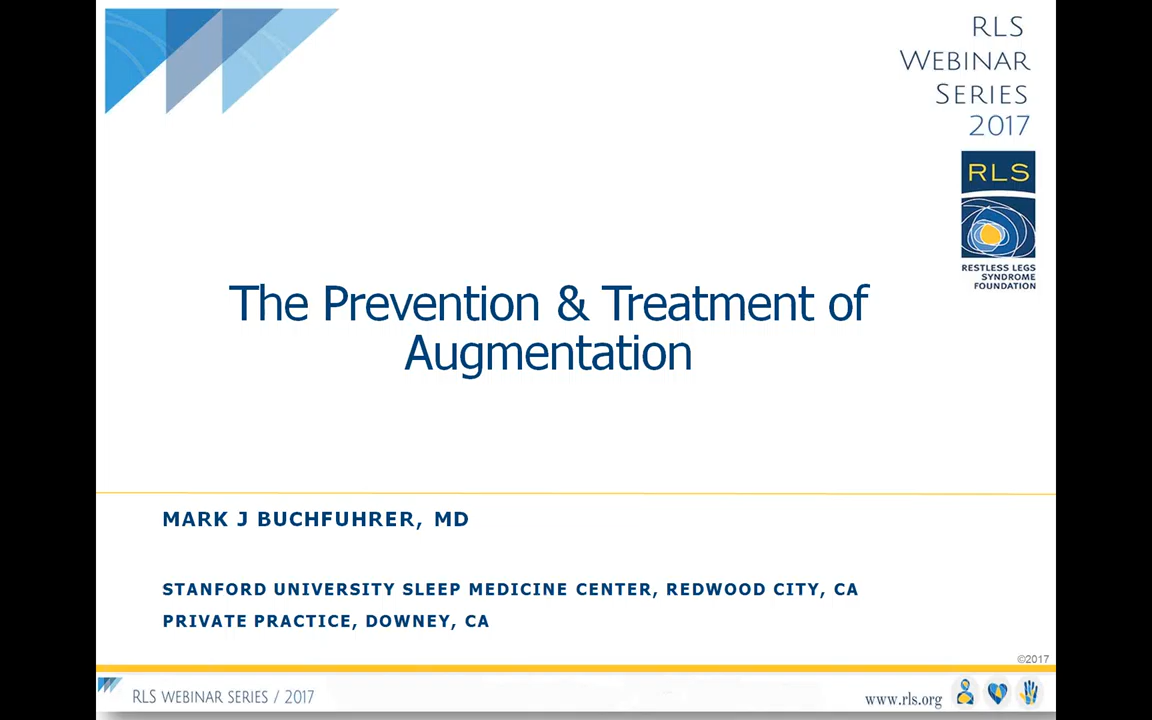 RLS
WEBINAR
SERIES
2017
RLS
RESTLESS LEGS
SYNDROME
FOUNDATION
The Prevention & Treatment of
Augmentation
MARK J BUCHFUHRER, MD
STANFORD UNIVERSITY SLEEP MEDICINE CENTER, REDWOOD CITY, CA
PRIVATE PRACTICE, DOWNEY, CA
©2017
RLS WEBINAR SERIES / 2017
www.rls.org